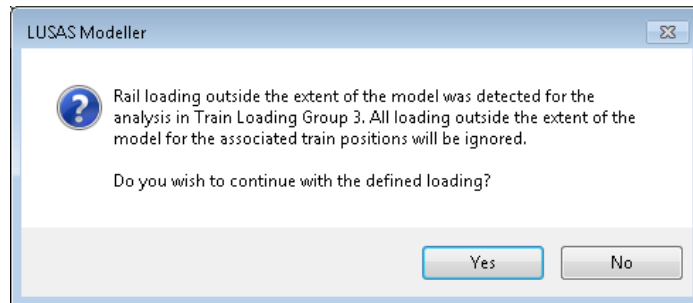 LUSAS Modeller
Rail loading outside the extent of the model was detected for the
analysis in Train Loading Group 3. All loading outside the extent of the
model for the associated train positions will be ignored.
Do you wish to continue with the defined loading?
Yes
No